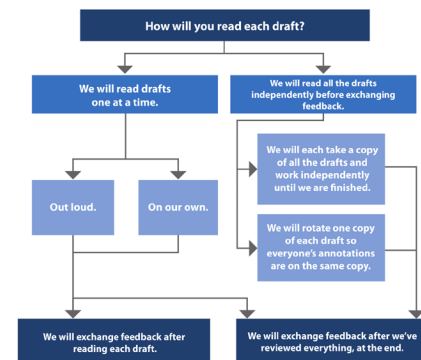 How will you read each draft?
We will read drafts
one at a time.
We will read all the drafts
independently before exchanging
feedback.
We will each take a copy
of all the drafts and
work independently
until we are finished.
Out loud.
On our own.
We will rotate one copy
of each draft so
everyone's annotations
are on the same copy.
We will exchange feedback after
reading each draft.
We will exchange feedback after we've
reviewed everything, at the end.